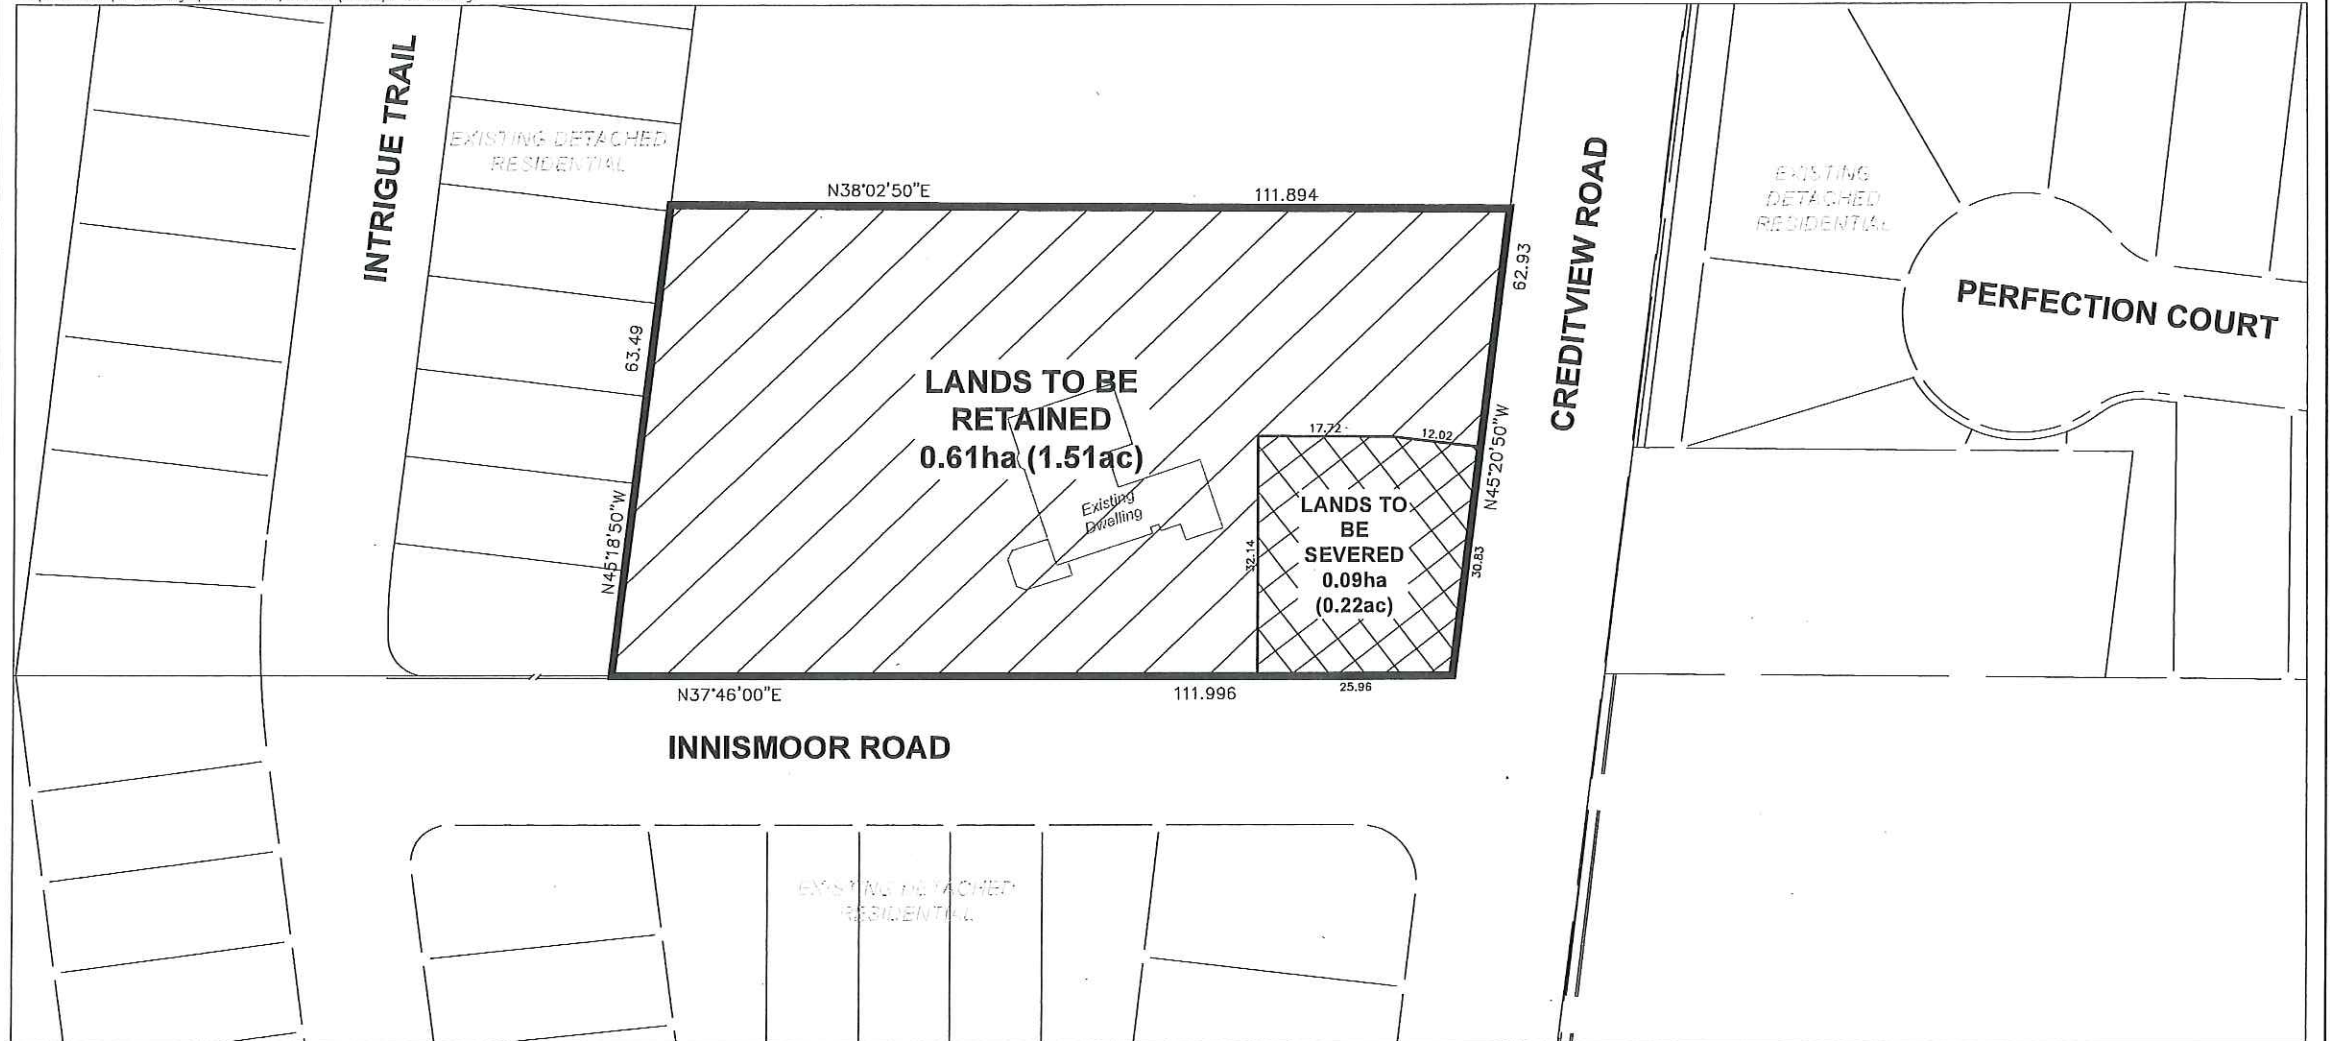 INTRIGUE TRAIL
EXISTING DETACHED
RESIDENTIAL
N38°02'50"E
111.894
CREDITVIEW ROAD
EXISTING
DETACHED
RESIDENTIAL
PERFECTION COURT
62.93
63.49
LANDS TO BE
RETAINED
0.61ha (1.51ac)
17.72
12.02
N45°20'50"W
Existing
Dwelling
LANDS TO
BE
SEVERED
0.09ha
(0.22ac)
32.14
30.83
N45°18'50"W
N37°46'00"E
111.996
25.96
INNISMOOR ROAD
EXISTING DETACHED
RESIDENTIAL